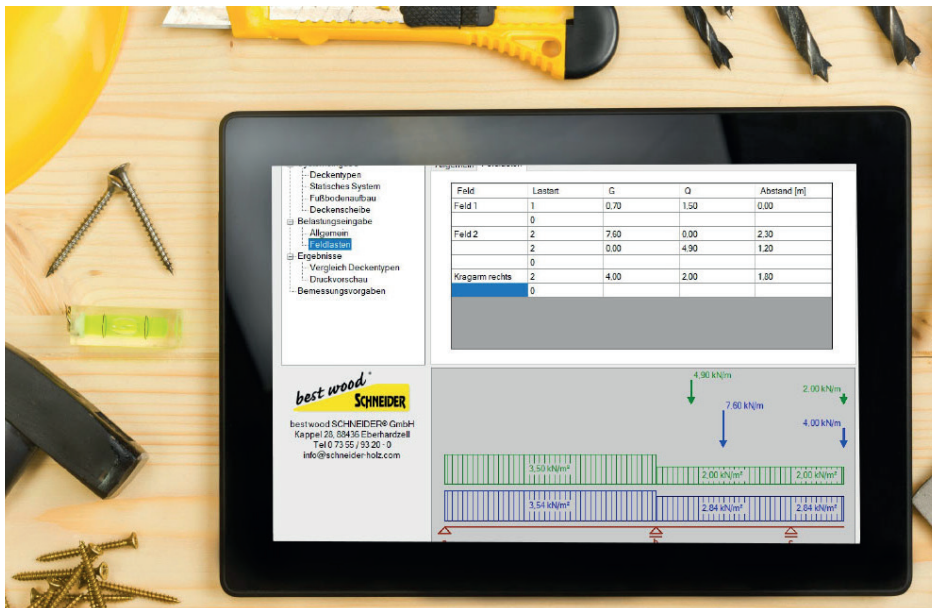 Deckentypen
Statisches System
Fußbodenaufbau
Deckenscheibe
Belastungseingabe
Allgemein
Feldlasten
Ergebnisse
Vergleich Deckentypen
Druckvorschau
Bemessungsvorgaben
best wood
SCHNEIDER
best wood SCHNEIDER® GmbH
Kappel 28, 88436 Eberhardzell
Tel 0 73 55 / 93 20 - 0
info@schneider-holz.com
Feld Lastart G Q Abstand [m]
Feld 1 1 0,70 1,50 0,00
0
Feld 2 2 7,60 0,00 2,30
2 0,00 4,90 1,20
0
Kragarm rechts 2 4,00 2,00 1,80
0
4,90 kN/m
2,00 kN/m
7,60 kN/m
4,00 kN/m
3,50 kN/m² 2,00 kN/m² 2,00 kN/m²
3,54 kN/m² 2,84 kN/m² 2,84 kN/m²